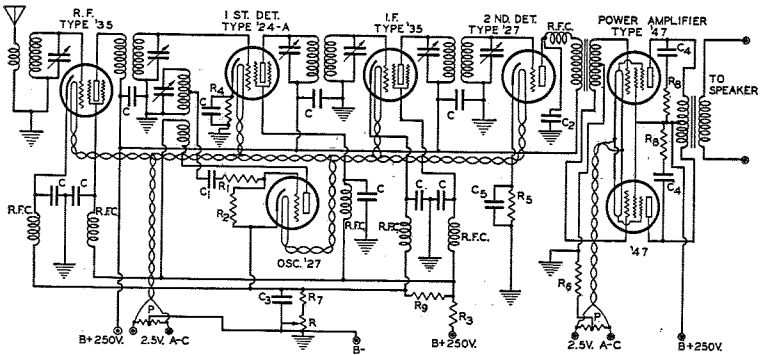 R.F.
TYPE '35
1 ST. DET.
TYPE '24-A
I.F.
TYPE '35
2 ND. DET.
TYPE '27
R.F.C.
POWER AMPLIFIER
TYPE '47
C4
R8
TO
SPEAKER
R4
C
C
C
C
C
C2
R8
C4
C1
R1
R2
C
C
C
C
C
C5
R5
R.F.C.
R.F.C.
R.F.C.
R.F.C.
R.F.C.
OSC. '27
'47
R6
C3
R7
R
R9
R3
P
P
B+250V.
2.5V. A-C
B-
B+250V.
2.5V. A-C
B+250V.